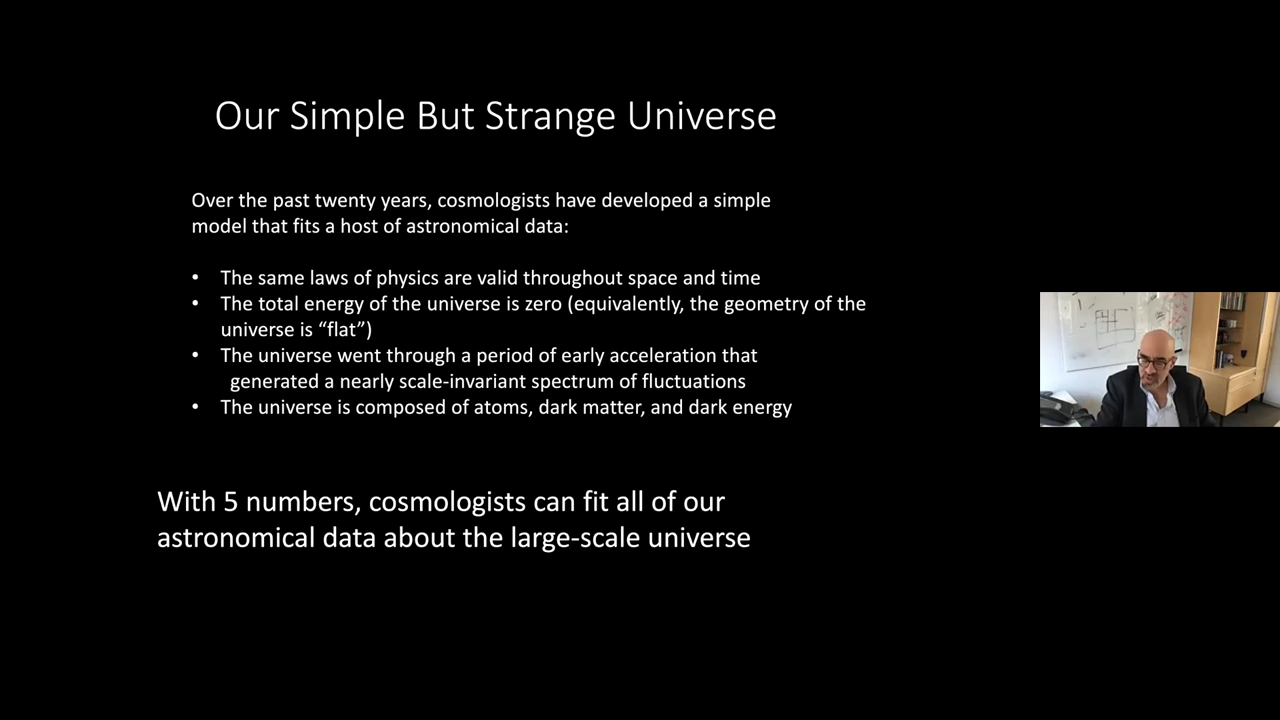 Our Simple But Strange Universe
Over the past twenty years, cosmologists have developed a simple
model that fits a host of astronomical data:
• The same laws of physics are valid throughout space and time
• The total energy of the universe is zero (equivalently, the geometry of the
universe is “flat”)
• The universe went through a period of early acceleration that
generated a nearly scale-invariant spectrum of fluctuations
• The universe is composed of atoms, dark matter, and dark energy
With 5 numbers, cosmologists can fit all of our
astronomical data about the large-scale universe